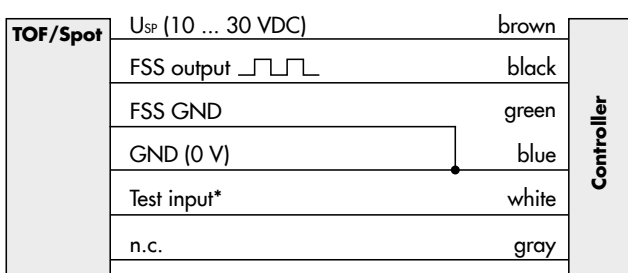 TOF/Spot
USP (10 ... 30 VDC) brown
FSS output black
FSS GND green
GND (0 V) blue
Test input* white
n.c. gray
Controller